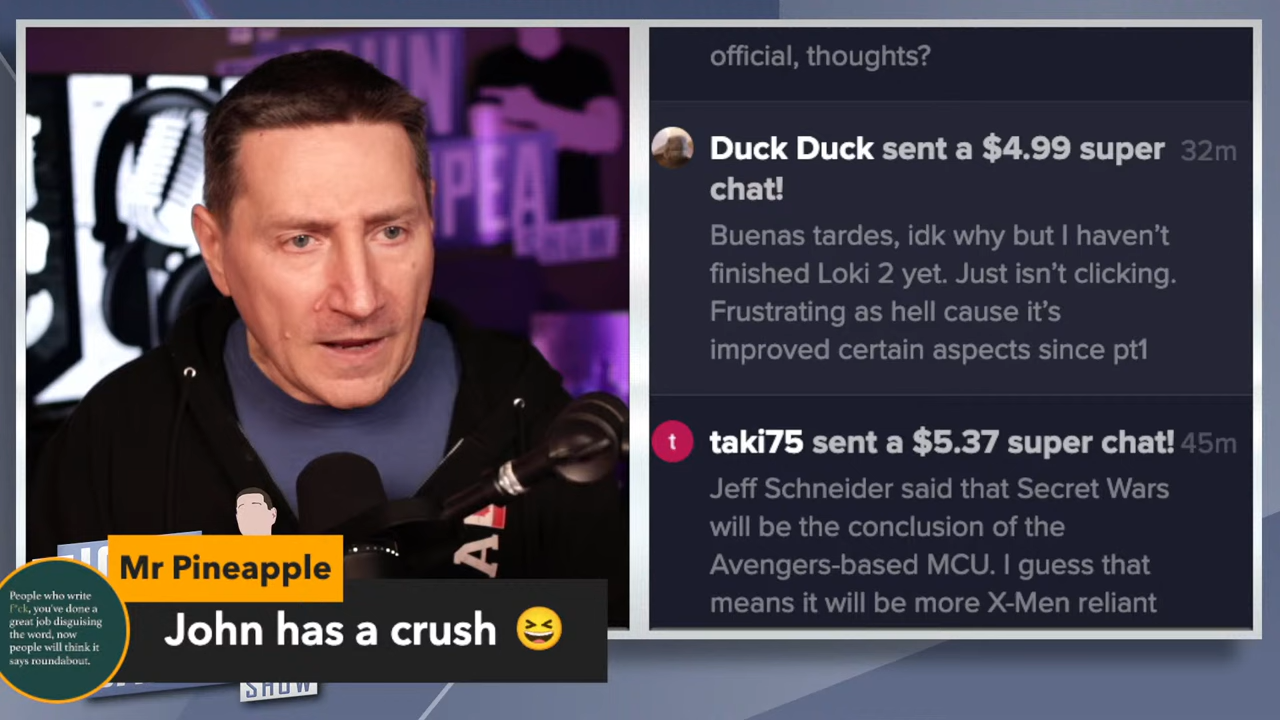 official, thoughts?
Duck Duck sent a $4.99 super
32m
chat!
Buenas tardes, idk why but I haven't
finished Loki 2 yet. Just isn't clicking.
Frustrating as hell cause it's
improved certain aspects since pt1
t
taki75 sent a $5.37 super chat!
45m
Jeff Schneider said that Secret Wars
will be the conclusion of the
Avengers-based MCU. I guess that
means it will be more X-Men reliant
Mr Pineapple
John has a crush 😆
People who write
f*ck, you've done a
great job disguising
the word, now
people will think it
says roundabout.
SHOW